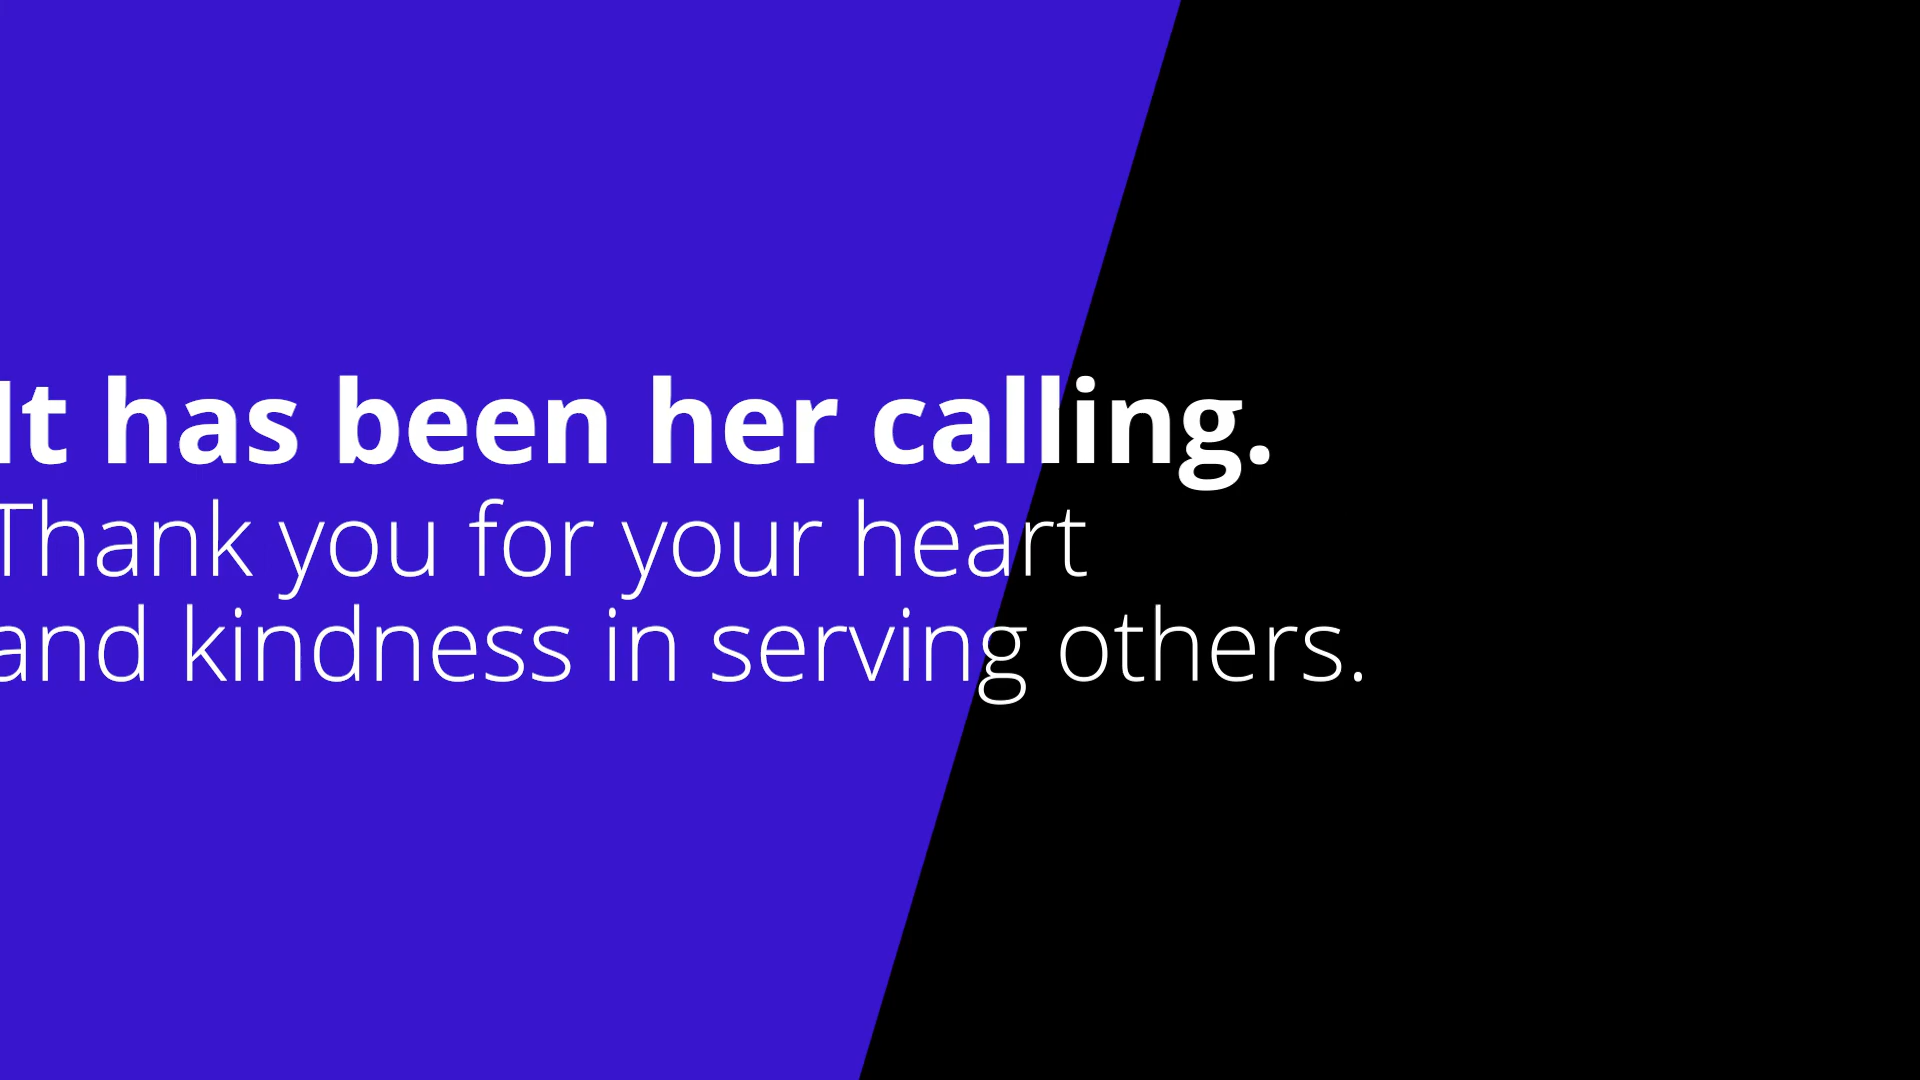 It has been her calling.
Thank you for your heart
and kindness in serving others.